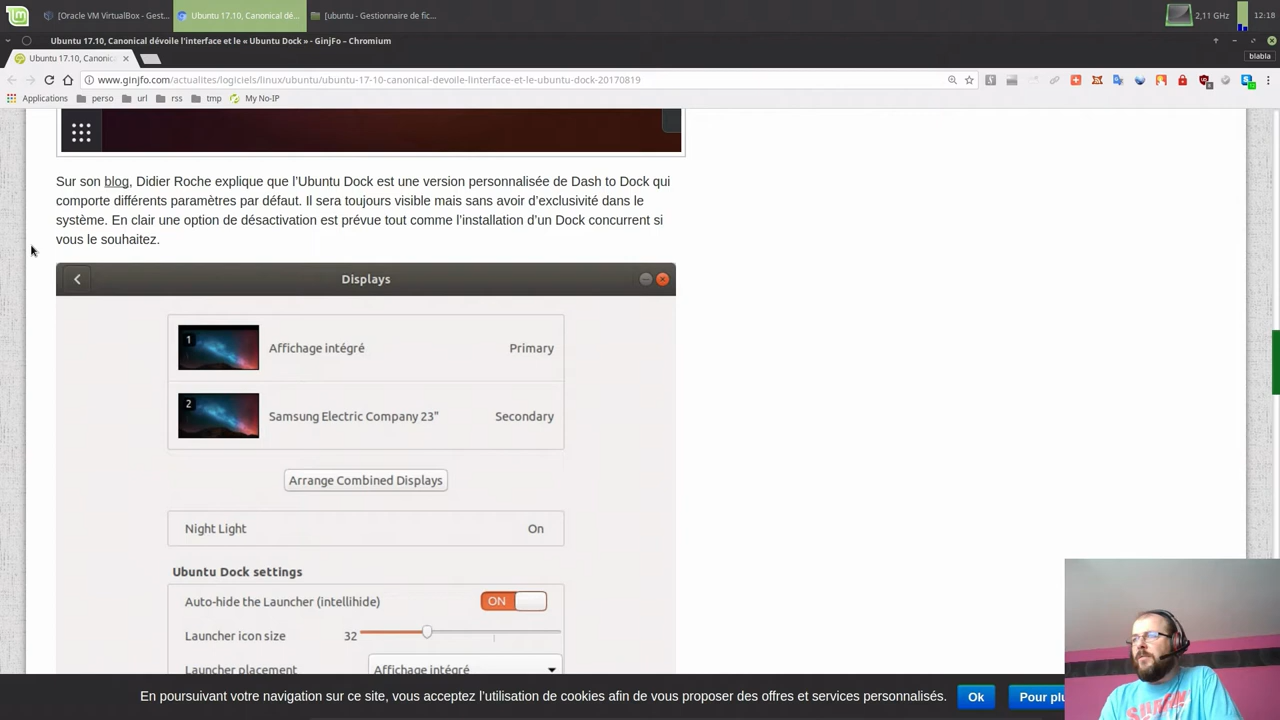 [Oracle VM VirtualBox - Gest...
Ubuntu 17.10, Canonical dé...
[ubuntu - Gestionnaire de fic...
2,11 GHz
12:18
Ubuntu 17.10, Canonical dévoile l'interface et le « Ubuntu Dock » - GinjFo – Chromium
Ubuntu 17.10, Canonic
blabla
www.ginjfo.com/actualites/logiciels/linux/ubuntu/ubuntu-17-10-canonical-devoile-linterface-et-le-ubuntu-dock-20170819
Applications
perso
url
rss
tmp
My No-IP
Sur son blog, Didier Roche explique que l’Ubuntu Dock est une version personnalisée de Dash to Dock qui
comporte différents paramètres par défaut. Il sera toujours visible mais sans avoir d’exclusivité dans le
système. En clair une option de désactivation est prévue tout comme l’installation d’un Dock concurrent si
vous le souhaitez.
Displays
1
Affichage intégré
Primary
2
Samsung Electric Company 23"
Secondary
Arrange Combined Displays
Night Light
On
Ubuntu Dock settings
Auto-hide the Launcher (intellihide)
ON
Launcher icon size
32
Launcher placement
Affichage intégré
En poursuivant votre navigation sur ce site, vous acceptez l’utilisation de cookies afin de vous proposer des offres et services personnalisés.
Ok
Pour plu